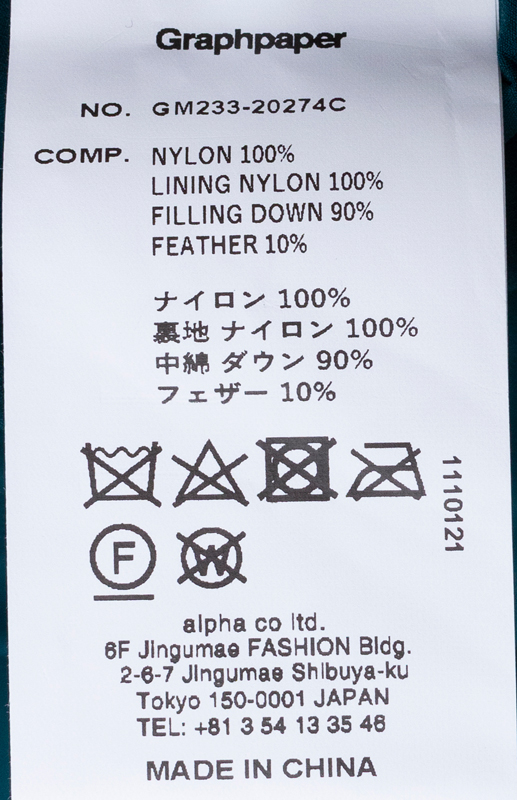 Graphpaper
NO. GM233-20274C
COMP. NYLON 100%
LINING NYLON 100%
FILLING DOWN 90%
FEATHER 10%
ナイロン 100%
裏地 ナイロン 100%
中綿 ダウン 90%
フェザー 10%
1110121
F W
alpha co ltd.
6F Jingumae FASHION Bldg.
2-6-7 Jingumae Shibuya-ku
Tokyo 150-0001 JAPAN
TEL: +81 3 54 13 35 46
MADE IN CHINA